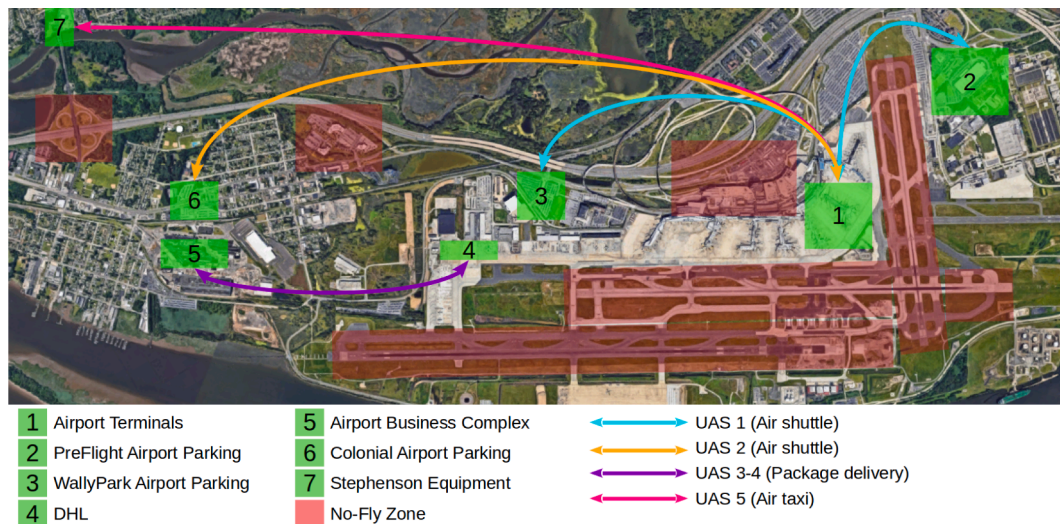 7
2
3
1
6
4
5
1 Airport Terminals
2 PreFlight Airport Parking
3 WallyPark Airport Parking
4 DHL
5 Airport Business Complex
6 Colonial Airport Parking
7 Stephenson Equipment
No-Fly Zone
UAS 1 (Air shuttle)
UAS 2 (Air shuttle)
UAS 3-4 (Package delivery)
UAS 5 (Air taxi)